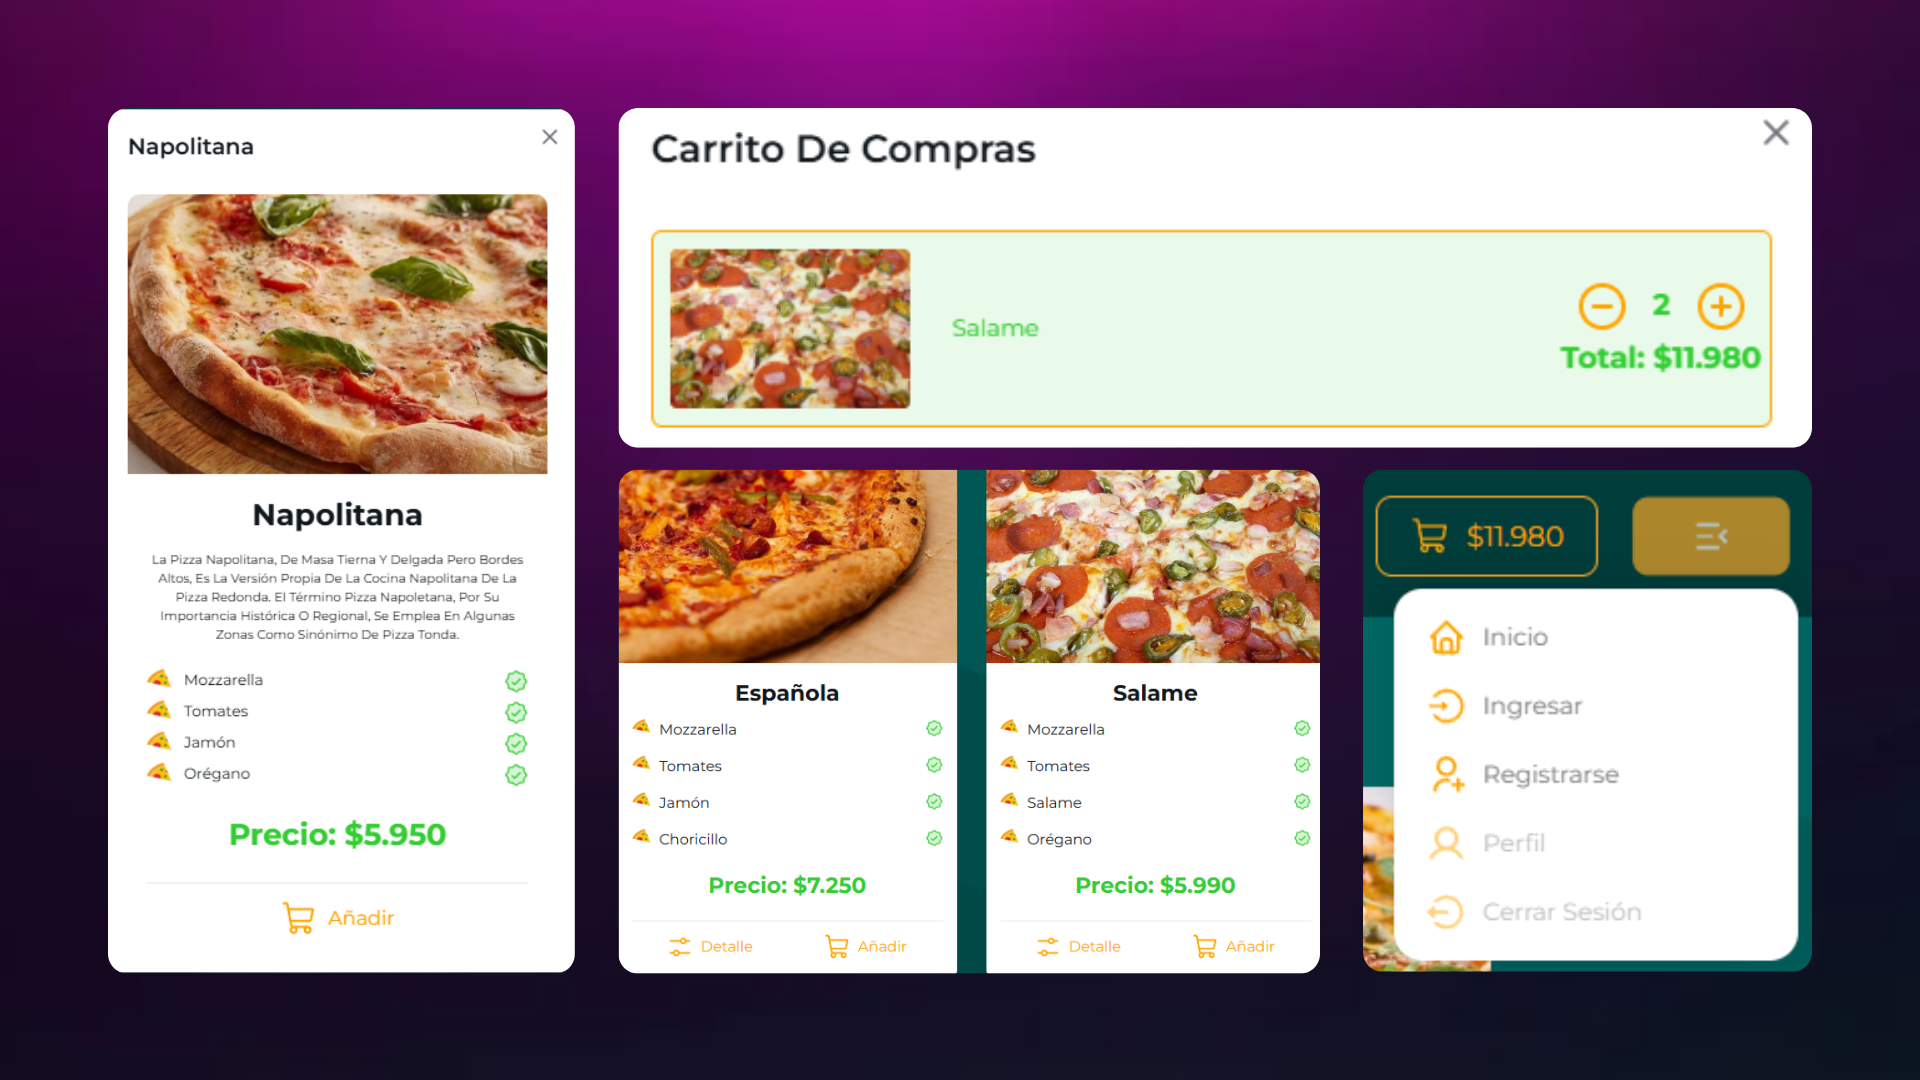 Napolitana
Napolitana
La Pizza Napolitana, De Masa Tierna Y Delgada Pero Bordes
Altos, Es La Versión Propia De La Cocina Napolitana De La
Pizza Redonda. El Término Pizza Napoletana, Por Su
Importancia Histórica O Regional, Se Emplea En Algunas
Zonas Como Sinónimo De Pizza Tonda.
Mozzarella
Tomates
Jamón
Orégano
Precio: $5.950
Añadir
Carrito De Compras
Salame
2
Total: $11.980
Española
Mozzarella
Tomates
Jamón
Choricillo
Precio: $7.250
Detalle
Añadir
Salame
Mozzarella
Tomates
Salame
Orégano
Precio: $5.990
Detalle
Añadir
$11.980
Inicio
Ingresar
Registrarse
Perfil
Cerrar Sesión